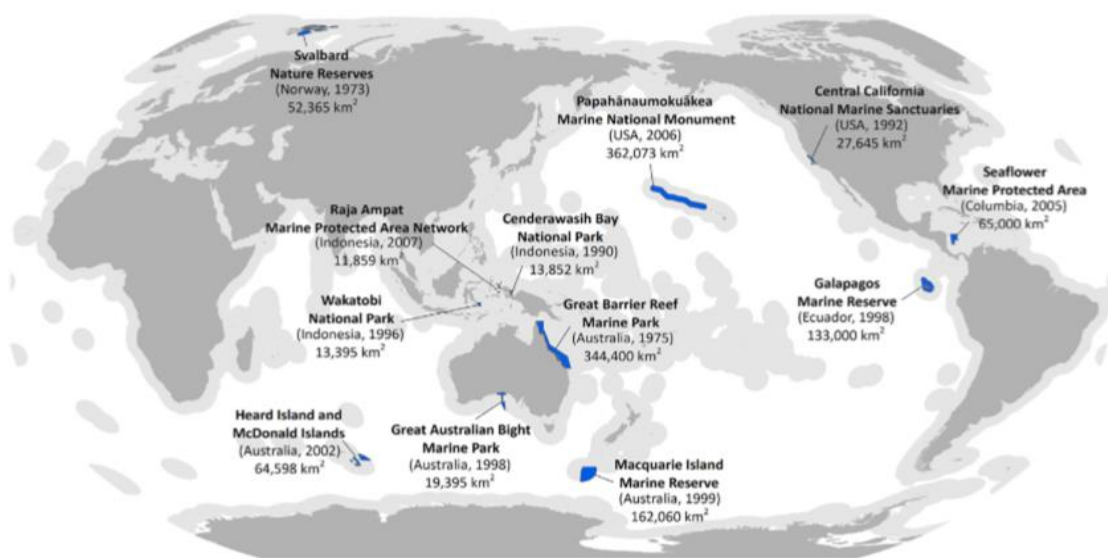 Svalbard
Nature Reserves
(Norway, 1973)
52,365 km²
Papahānaumokuākea
Marine National Monument
(USA, 2006)
362,073 km²
Central California
National Marine Sanctuaries
(USA, 1992)
27,645 km²
Seaflower
Marine Protected Area
(Columbia, 2005)
65,000 km²
Raja Ampat
Marine Protected Area Network
(Indonesia, 2007)
11,859 km²
Cenderawasih Bay
National Park
(Indonesia, 1990)
13,852 km²
Wakatobi
National Park
(Indonesia, 1996)
13,395 km²
Great Barrier Reef
Marine Park
(Australia, 1975)
344,400 km²
Galapagos
Marine Reserve
(Ecuador, 1998)
133,000 km²
Heard Island and
McDonald Islands
(Australia, 2002)
64,598 km²
Great Australian Bight
Marine Park
(Australia, 1998)
19,395 km²
Macquarie Island
Marine Reserve
(Australia, 1999)
162,060 km²